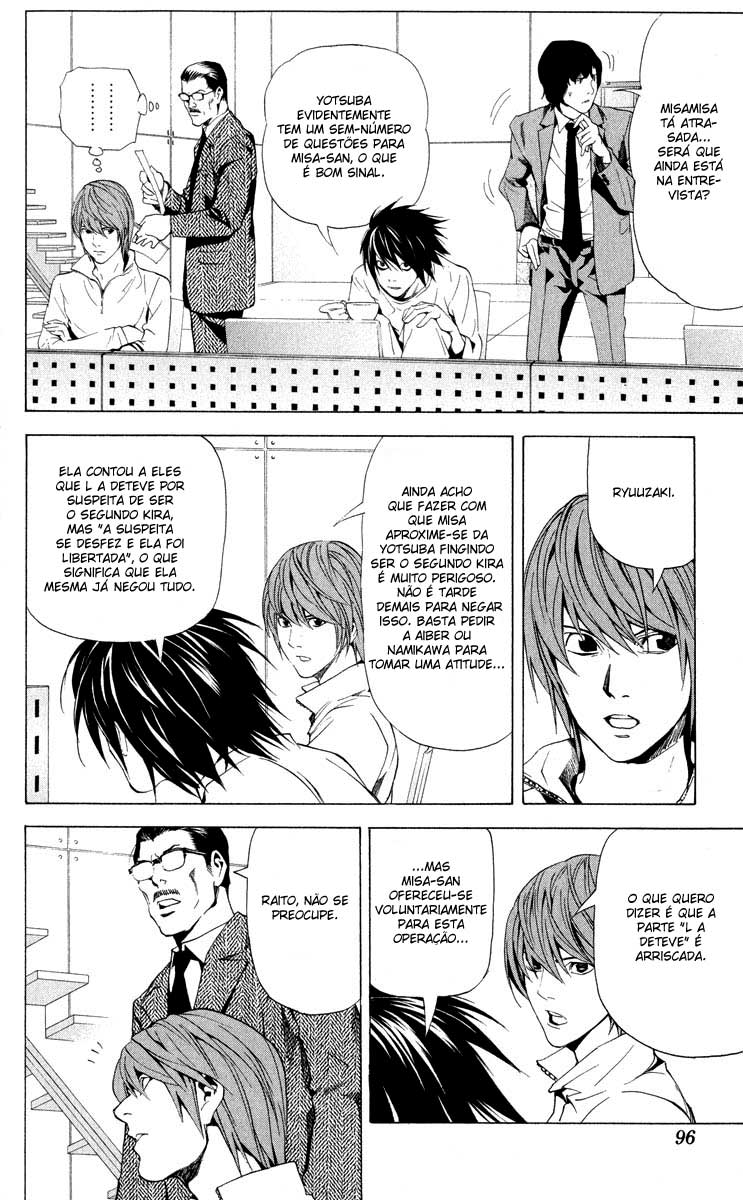 MISAMISA
TÁ ATRA-
SADA...
SERÁ QUE
AINDA ESTÁ
NA ENTRE-
VISTA?
YOTSUBA
EVIDENTEMENTE
TEM UM SEM-NÚMERO
DE QUESTÕES PARA
MISA-SAN, O QUE
É BOM SINAL.
RYUUZAKI.
AINDA ACHO
QUE FAZER COM
QUE MISA
APROXIME-SE DA
YOTSUBA FINGINDO
SER O SEGUNDO KIRA
É MUITO PERIGOSO.
NÃO É TARDE
DEMAIS PARA NEGAR
ISSO. BASTA PEDIR
A AIBER OU
NAMIKAWA PARA
TOMAR UMA ATITUDE...
ELA CONTOU A ELES
QUE L A DETEVE POR
SUSPEITA DE SER
O SEGUNDO KIRA,
MAS "A SUSPEITA
SE DESFEZ E ELA FOI
LIBERTADA", O QUE
SIGNIFICA QUE ELA
MESMA JÁ NEGOU TUDO.
O QUE QUERO
DIZER É QUE A
PARTE "L A
DETEVE" É
ARRISCADA.
...MAS
MISA-SAN
OFERECEU-SE
VOLUNTARIAMENTE
PARA ESTA
OPERAÇÃO...
RAITO, NÃO SE
PREOCUPE.
96